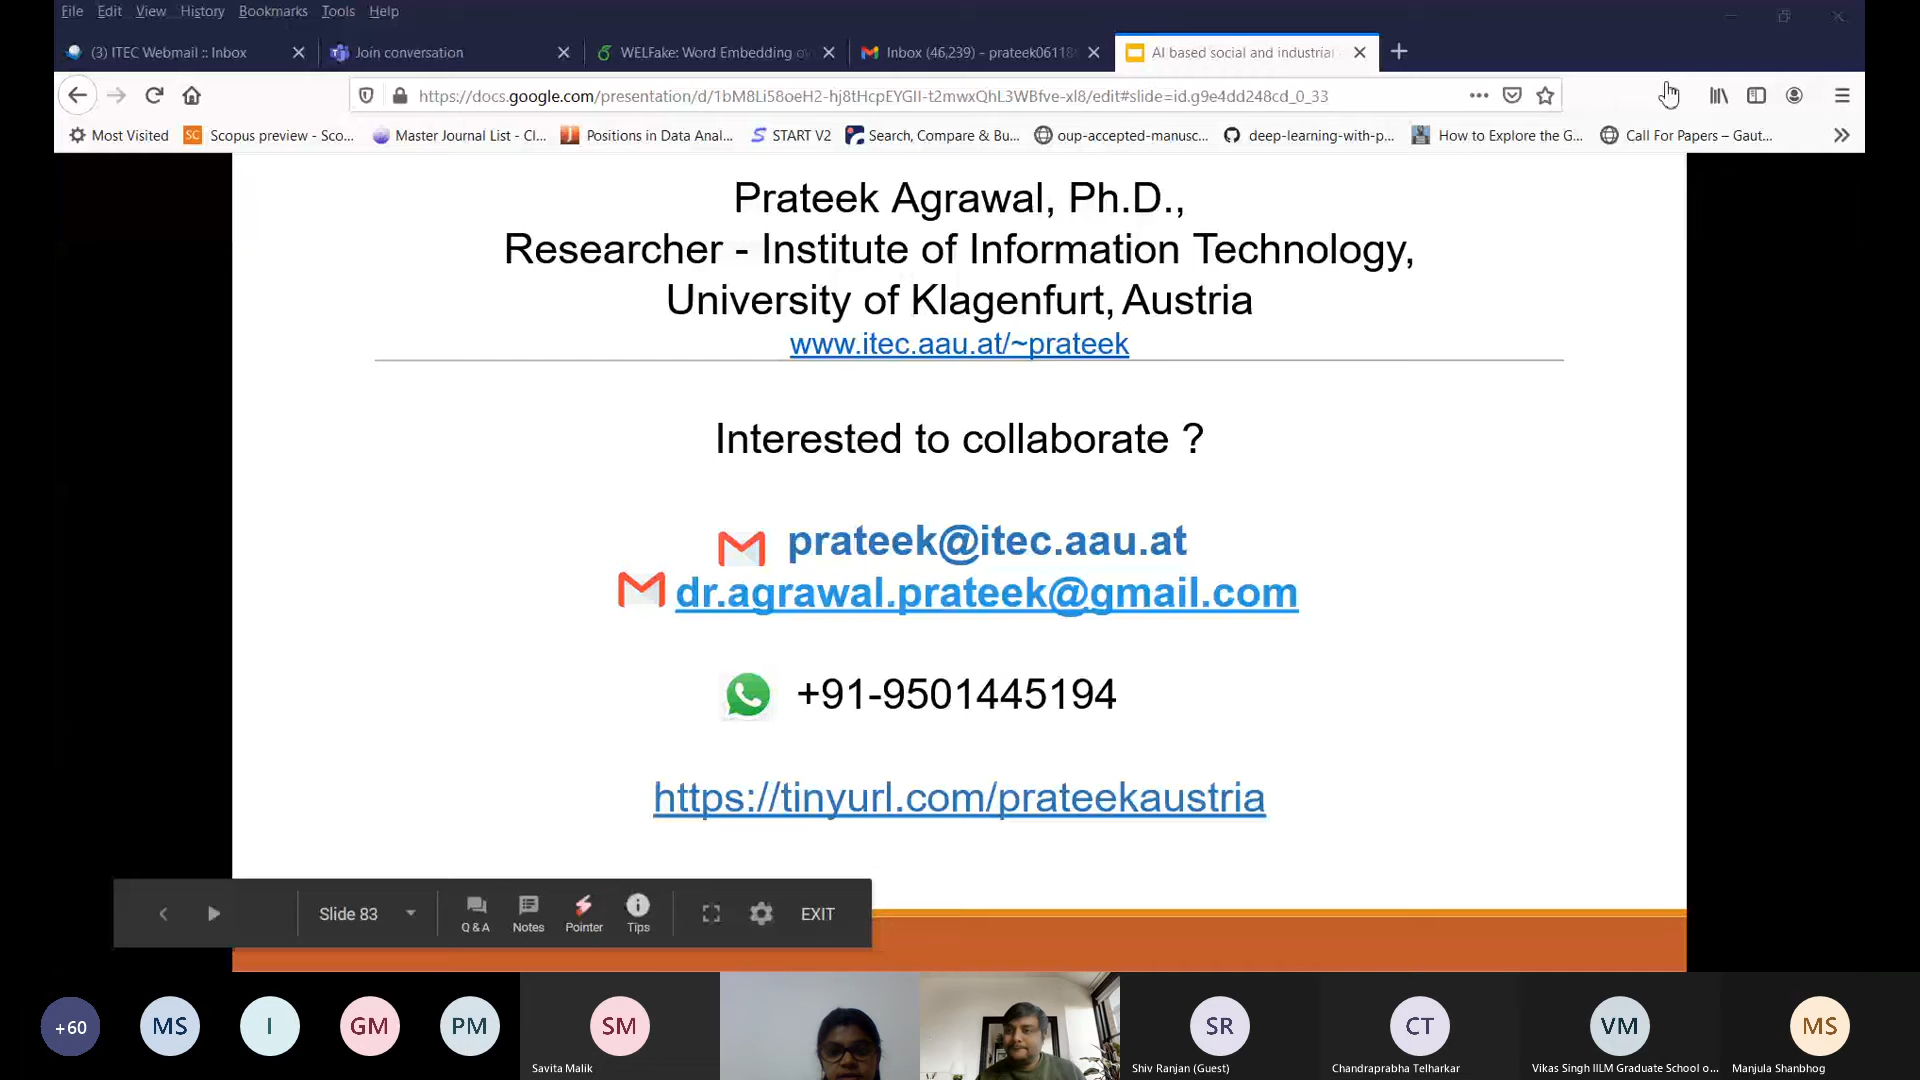 File Edit View History Bookmarks Tools Help
(3) ITEC Webmail :: Inbox
Join conversation
WELFake: Word Embedding ov
Inbox (46,239) - prateek06118
AI based social and industrial
https://docs.google.com/presentation/d/1bM8Li58oeH2-hj8tHcpEYGII-t2mwxQhL3WBfve-xl8/edit#slide=id.g9e4dd248cd_0_33
Most Visited
SC Scopus preview - Sco...
Master Journal List - Cl...
Positions in Data Anal...
START V2
Search, Compare & Bu...
oup-accepted-manusc...
deep-learning-with-p...
How to Explore the G...
Call For Papers – Gaut...
Prateek Agrawal, Ph.D.,
Researcher - Institute of Information Technology,
University of Klagenfurt, Austria
www.itec.aau.at/~prateek
Interested to collaborate ?
prateek@itec.aau.at
dr.agrawal.prateek@gmail.com
+91-9501445194
https://tinyurl.com/prateekaustria
Slide 83
Q & A
Notes
Pointer
Tips
EXIT
+60
MS
I
GM
PM
SM
Savita Malik
SR
Shiv Ranjan (Guest)
CT
Chandraprabha Telharkar
VM
Vikas Singh IILM Graduate School o...
MS
Manjula Shanbhog